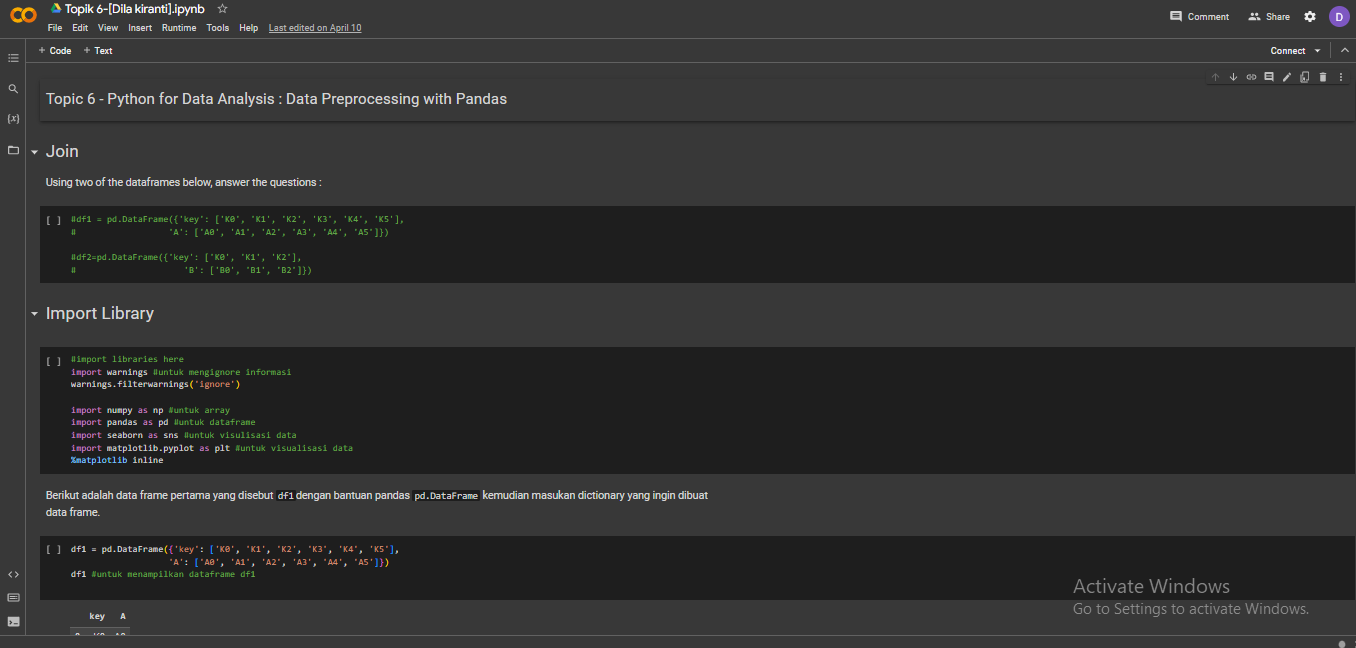 Topik 6-[Dila kiranti].ipynb
File Edit View Insert Runtime Tools Help Last edited on April 10
Comment Share D
+ Code + Text
Connect
Topic 6 - Python for Data Analysis : Data Preprocessing with Pandas
Join
Using two of the dataframes below, answer the questions :
[ ] #df1 = pd.DataFrame({'key': ['K0', 'K1', 'K2', 'K3', 'K4', 'K5'],
# 'A': ['A0', 'A1', 'A2', 'A3', 'A4', 'A5']})
#df2=pd.DataFrame({'key': ['K0', 'K1', 'K2'],
# 'B': ['B0', 'B1', 'B2']})
Import Library
[ ] #import libraries here
import warnings #untuk mengignore informasi
warnings.filterwarnings('ignore')
import numpy as np #untuk array
import pandas as pd #untuk dataframe
import seaborn as sns #untuk visulisasi data
import matplotlib.pyplot as plt #untuk visualisasi data
%matplotlib inline
Berikut adalah data frame pertama yang disebut df1 dengan bantuan pandas pd.DataFrame kemudian masukan dictionary yang ingin dibuat
data frame.
[ ] df1 = pd.DataFrame({'key': ['K0', 'K1', 'K2', 'K3', 'K4', 'K5'],
'A': ['A0', 'A1', 'A2', 'A3', 'A4', 'A5']})
df1 #untuk menampilkan dataframe df1
key A
Activate Windows
Go to Settings to activate Windows.